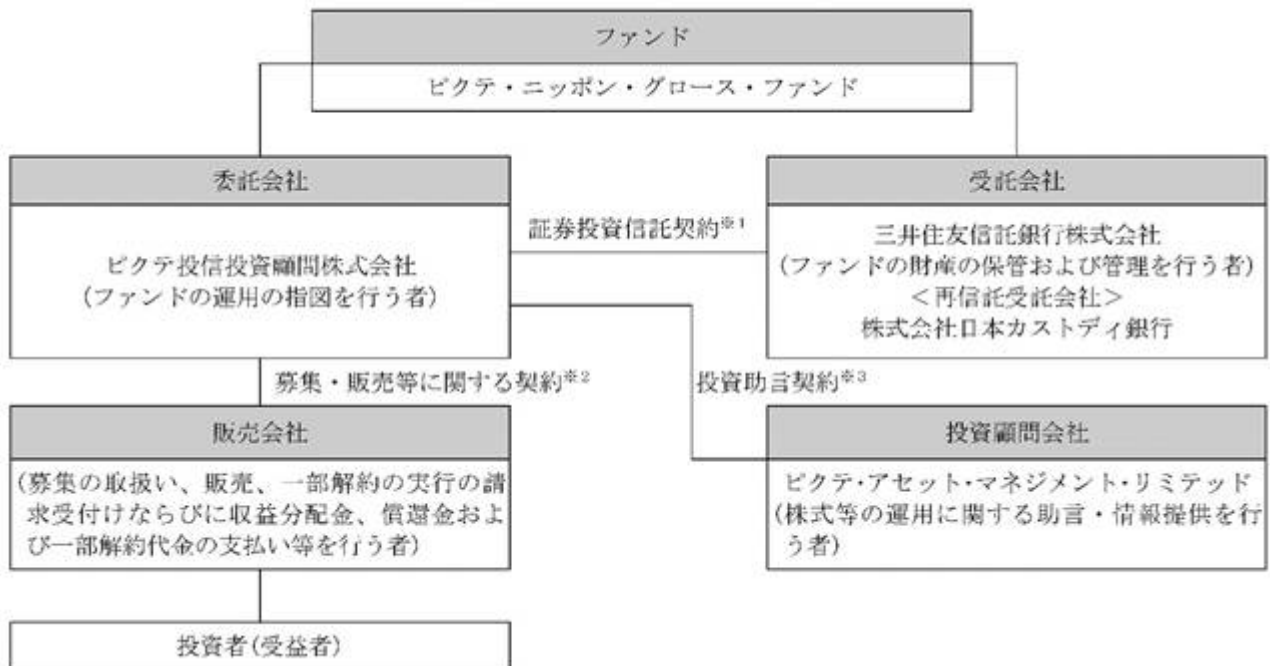 ファンド
ピクテ・ニッポン・グロース・ファンド
委託会社
ピクテ投信投資顧問株式会社
(ファンドの運用の指図を行う者)
証券投資信託契約※1
受託会社
三井住友信託銀行株式会社
(ファンドの財産の保管および管理を行う者)
<再信託受託会社>
株式会社日本カストディ銀行
募集・販売等に関する契約※2
投資助言契約※3
販売会社
(募集の取扱い、販売、一部解約の実行の請
求受付けならびに収益分配金、償還金およ
び一部解約代金の支払い等を行う者)
投資顧問会社
ピクテ・アセット・マネジメント・リミテッド
(株式等の運用に関する助言・情報提供を行
う者)
投資者(受益者)